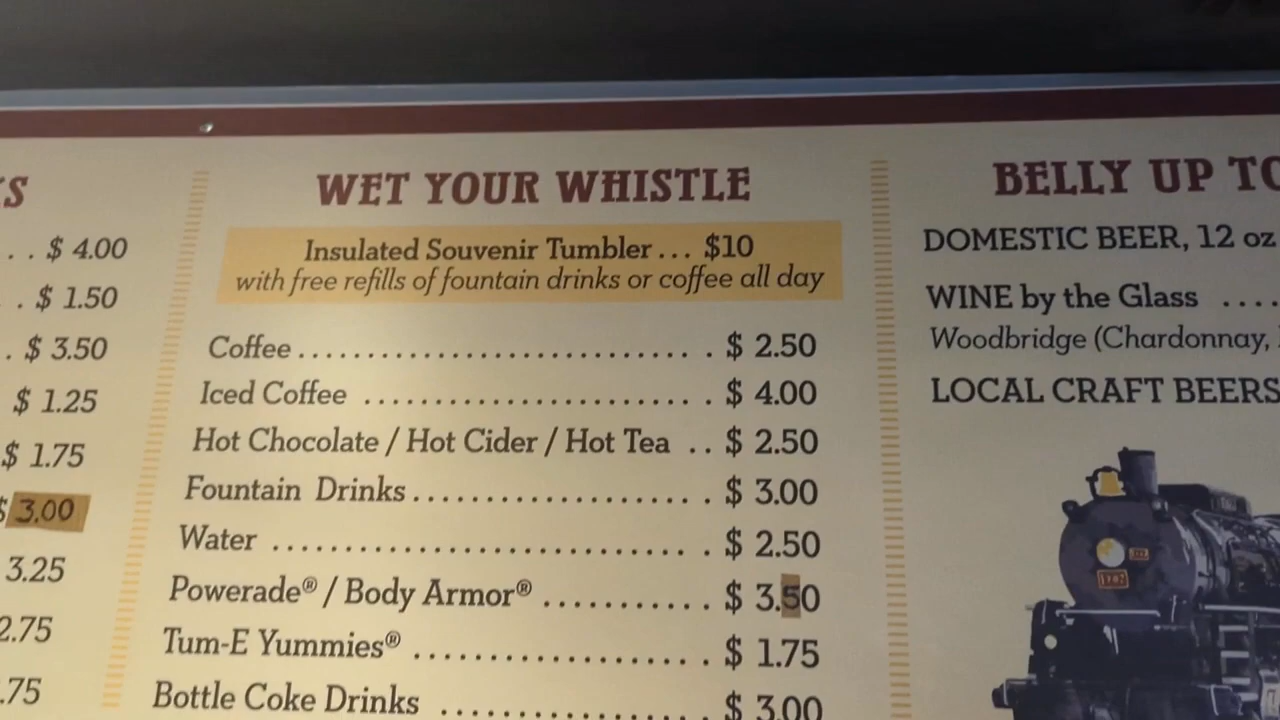 S
. . $ 4.00
. $ 1.50
. $ 3.50
$ 1.25
$ 1.75
$ 3.00
3.25
2.75
.75
WET YOUR WHISTLE
Insulated Souvenir Tumbler ... $10
with free refills of fountain drinks or coffee all day
Coffee .................................. $ 2.50
Iced Coffee ............................ $ 4.00
Hot Chocolate / Hot Cider / Hot Tea .. $ 2.50
Fountain Drinks ........................ $ 3.00
Water .................................. $ 2.50
Powerade® / Body Armor® ........... $ 3.50
Tum-E Yummies® ..................... $ 1.75
Bottle Coke Drinks ................... $ 3.00
BELLY UP TO
DOMESTIC BEER, 12 oz
WINE by the Glass ....
Woodbridge (Chardonnay,
LOCAL CRAFT BEERS